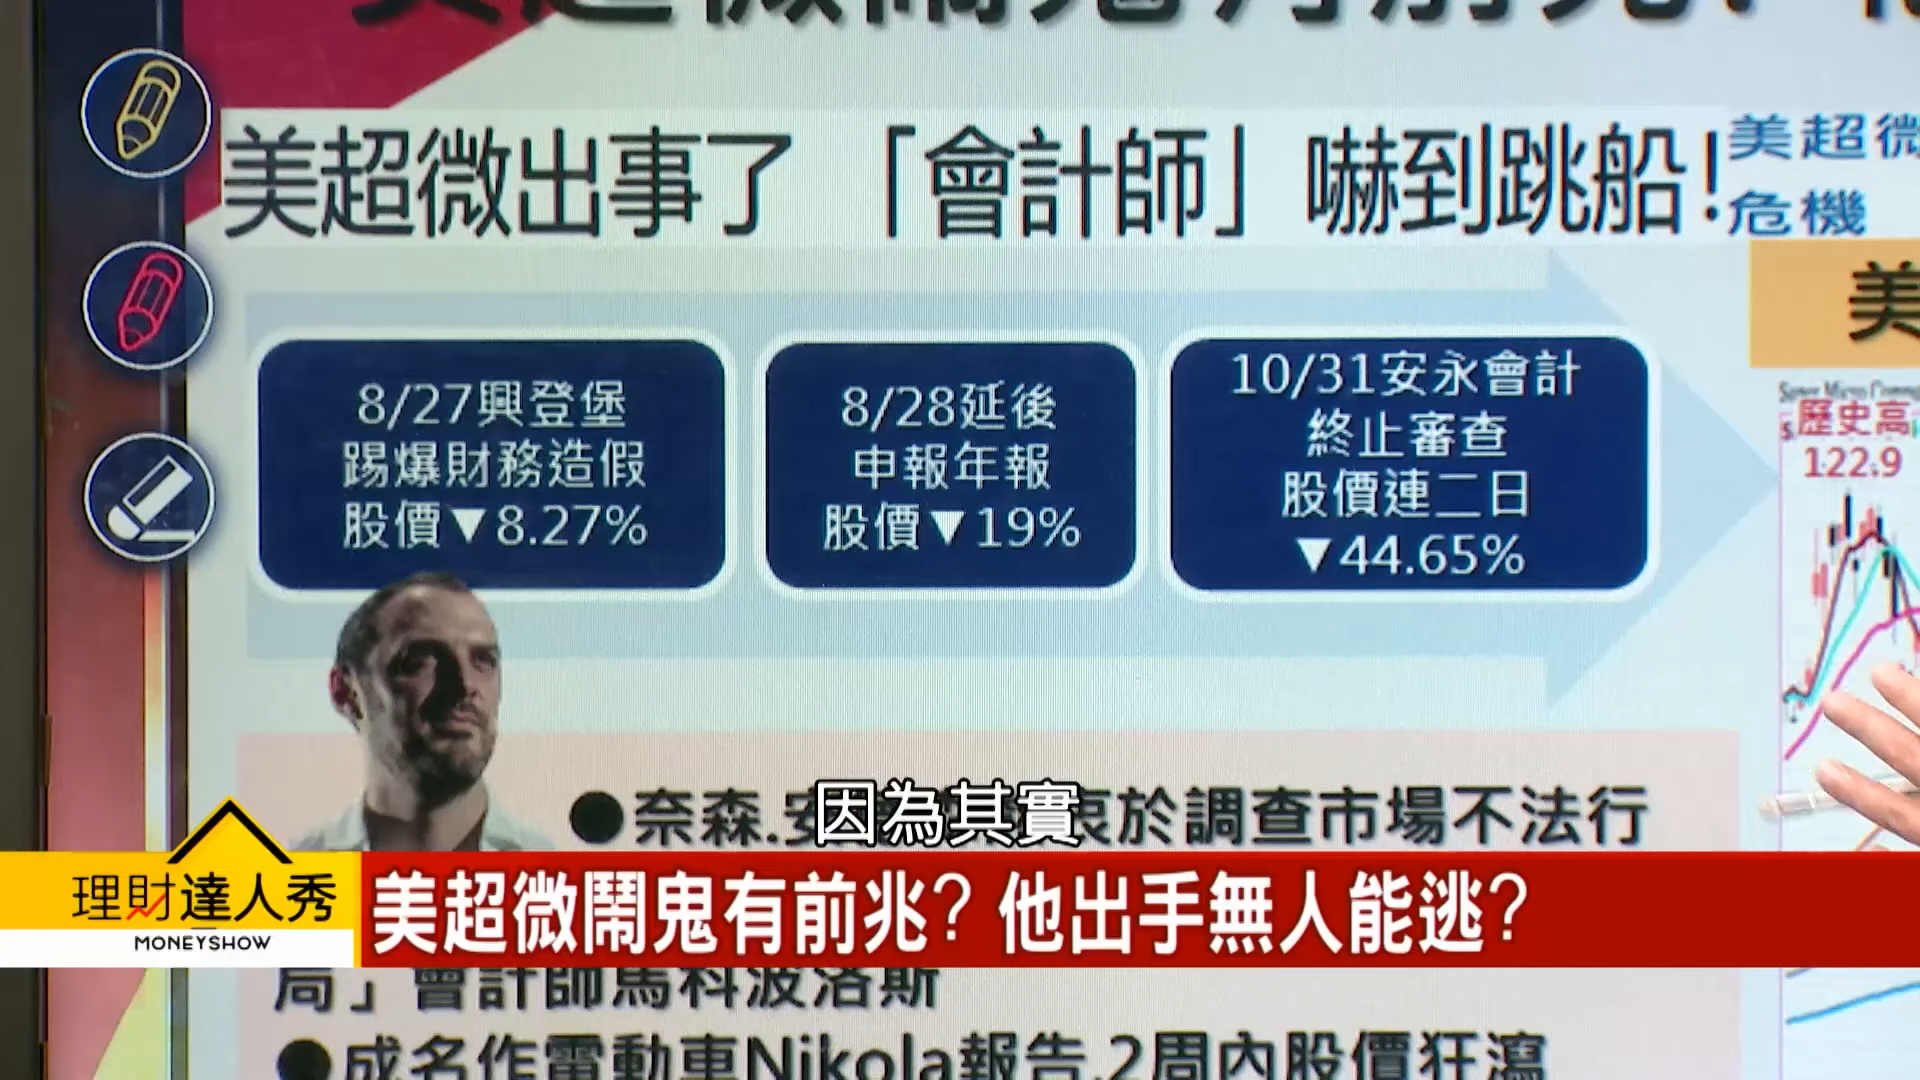 美超微出事了 「會計師」嚇到跳船!
美超微
危機
美
8/27興登堡
踢爆財務造假
股價▼8.27%
8/28延後
申報年報
股價▼19%
10/31安永會計
終止審查
股價連二日
▼44.65%
歷史高
122.9
●奈森.安
衷於調查市場不法行
因為其實
理財達人秀
MONEYSHOW
美超微鬧鬼有前兆? 他出手無人能逃?
局」會計師馬科波洛斯
●成名作電動車Nikola報告,2周內股價狂瀉